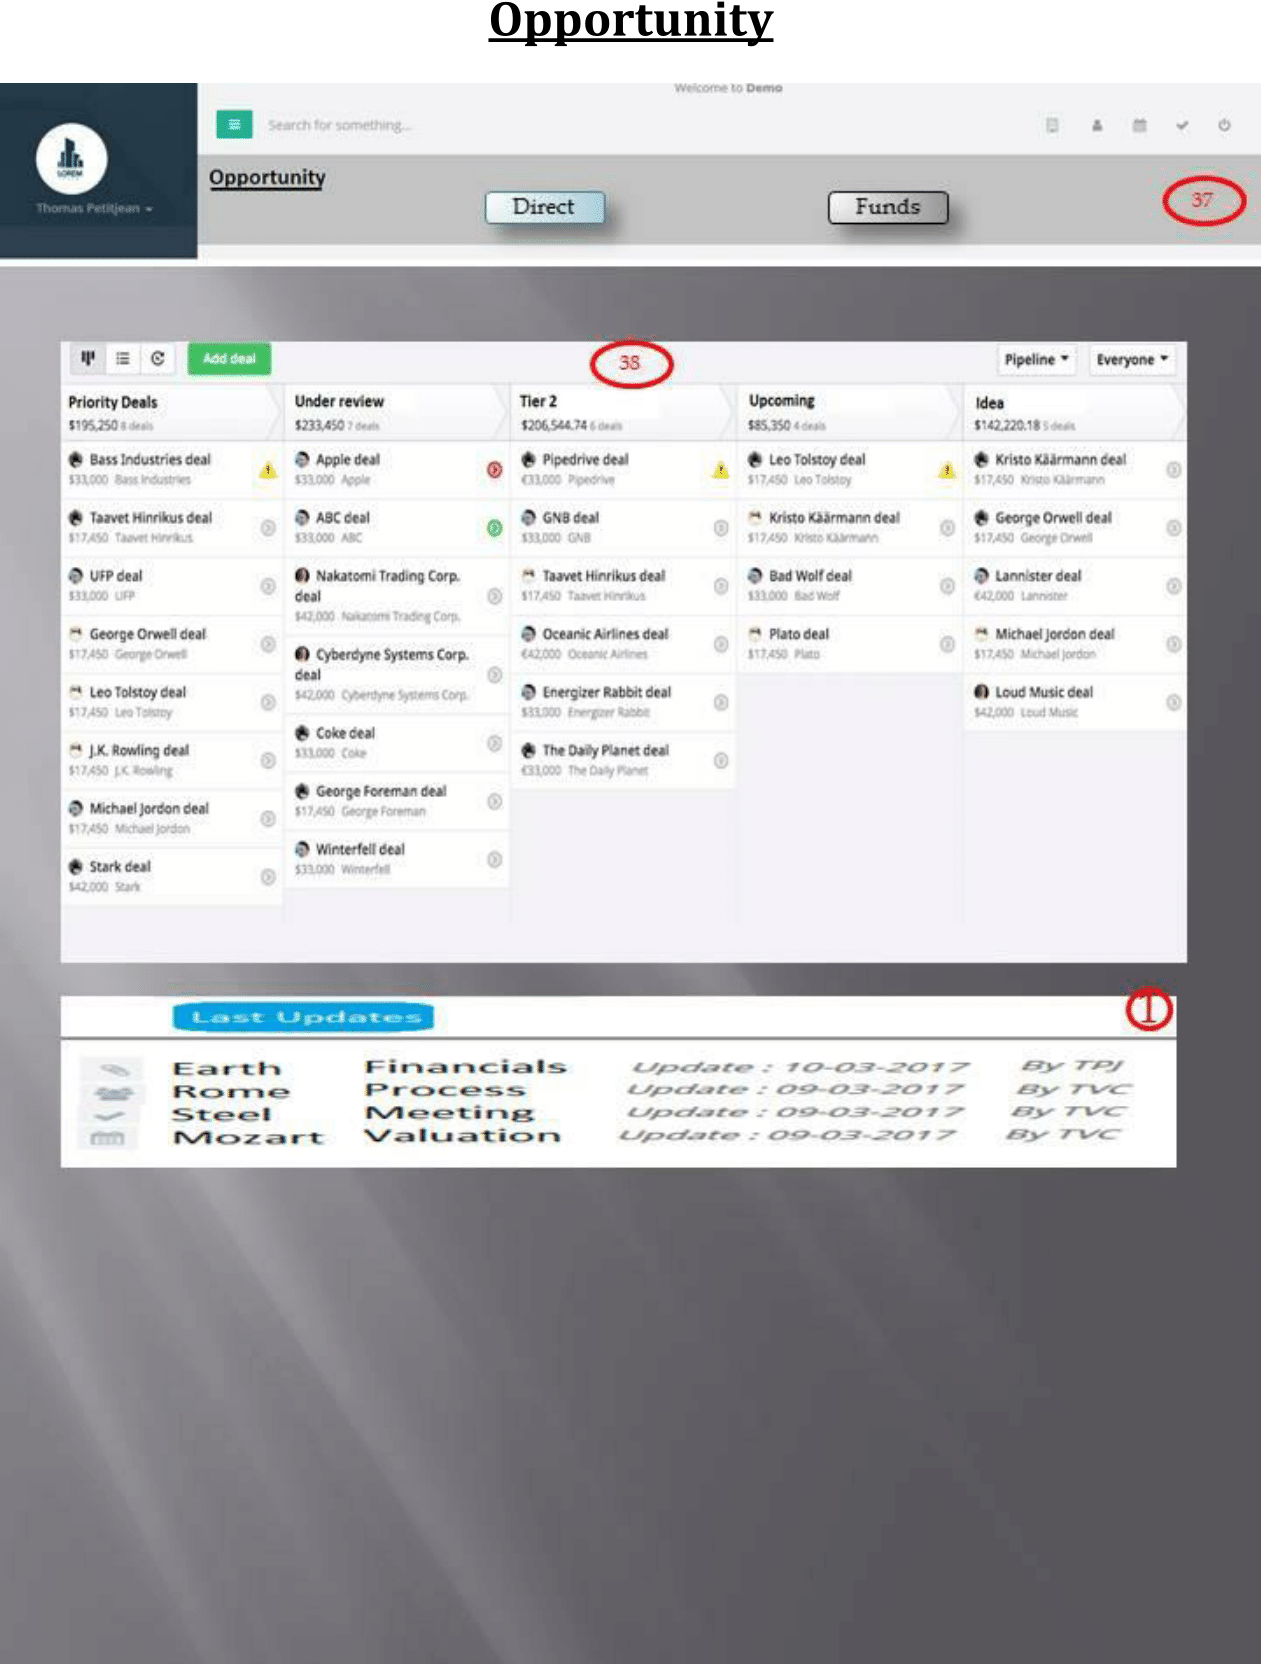 Opportunity
Welcome to Demo
Search for something...
LOREM
Thomas Petitjean
Opportunity
Direct
Funds
37
Add deal
38
Pipeline
Everyone
Priority Deals
$195,250 8 deals
Bass Industries deal
$33,000 Bass Industries
Taavet Hinrikus deal
$17,450 Taavet Hinrikus
UFP deal
$33,000 UFP
George Orwell deal
$17,450 George Orwell
Leo Tolstoy deal
$17,450 Leo Tolstoy
J.K. Rowling deal
$17,450 J.K. Rowling
Michael Jordon deal
$17,450 Michael Jordon
Stark deal
$42,000 Stark
Under review
$233,450 7 deals
Apple deal
$33,000 Apple
ABC deal
$33,000 ABC
Nakatomi Trading Corp.
deal
$42,000 Nakatomi Trading Corp.
Cyberdyne Systems Corp.
deal
$42,000 Cyberdyne Systems Corp.
Coke deal
$33,000 Coke
George Foreman deal
$17,450 George Foreman
Winterfell deal
$33,000 Winterfell
Tier 2
$206,544.74 6 deals
Pipedrive deal
€33,000 Pipedrive
GNB deal
$33,000 GNB
Taavet Hinrikus deal
$17,450 Taavet Hinrikus
Oceanic Airlines deal
€42,000 Oceanic Airlines
Energizer Rabbit deal
$33,000 Energizer Rabbit
The Daily Planet deal
€33,000 The Daily Planet
Upcoming
$85,350 4 deals
Leo Tolstoy deal
$17,450 Leo Tolstoy
Kristo Käärmann deal
$17,450 Kristo Käärmann
Bad Wolf deal
$33,000 Bad Wolf
Plato deal
$17,450 Plato
Idea
$142,220.18 5 deals
Kristo Käärmann deal
$17,450 Kristo Käärmann
George Orwell deal
$17,450 George Orwell
Lannister deal
€42,000 Lannister
Michael Jordon deal
$17,450 Michael Jordon
Loud Music deal
$42,000 Loud Music
Last Updates
1
Earth Financials Update : 10-03-2017 By TPJ
Rome Process Update : 09-03-2017 By TVC
Steel Meeting Update : 09-03-2017 By TVC
Mozart Valuation Update : 09-03-2017 By TVC